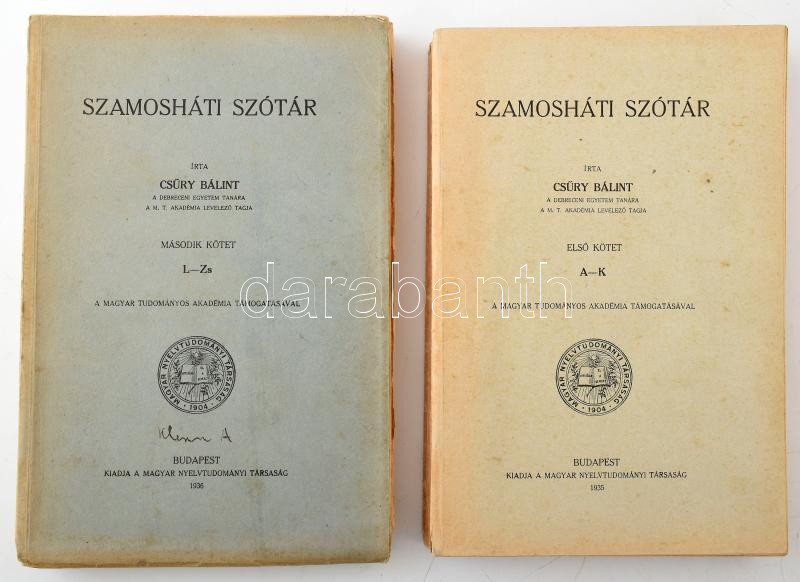 SZAMOSHÁTI SZÓTÁR
ÍRTA
CSŰRY BÁLINT
A DEBRECENI EGYETEM TANÁRA
A M. T. AKADÉMIA LEVELEZŐ TAGJA
MÁSODIK KÖTET
L—Zs
A MAGYAR TUDOMÁNYOS AKADÉMIA TÁMOGATÁSÁVAL
MAGYAR NYELVTUDOMÁNYI TÁRSASÁG
· 1904 ·
BUDAPEST
KIADJA A MAGYAR NYELVTUDOMÁNYI TÁRSASÁG
1936
SZAMOSHÁTI SZÓTÁR
ÍRTA
CSŰRY BÁLINT
A DEBRECENI EGYETEM TANÁRA
A M. T. AKADÉMIA LEVELEZŐ TAGJA
ELSŐ KÖTET
A—K
A MAGYAR TUDOMÁNYOS AKADÉMIA TÁMOGATÁSÁVAL
MAGYAR NYELVTUDOMÁNYI TÁRSASÁG
· 1904 ·
BUDAPEST
KIADJA A MAGYAR NYELVTUDOMÁNYI TÁRSASÁG
1935
darabanth